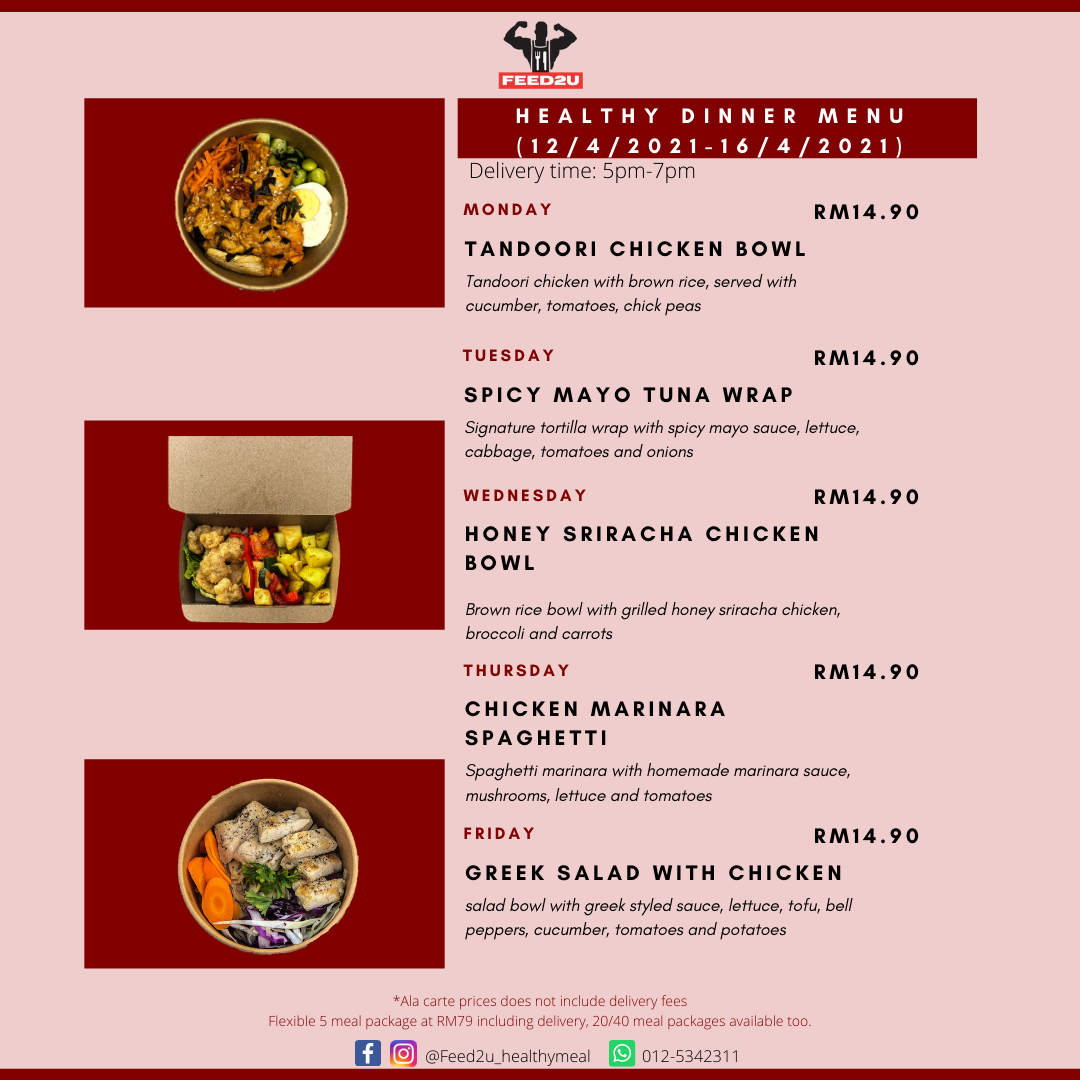 FEED2U
HEALTHY DINNER MENU
(12/4/2021-16/4/2021)
Delivery time: 5pm-7pm
MONDAY RM14.90
TANDOORI CHICKEN BOWL
Tandoori chicken with brown rice, served with
cucumber, tomatoes, chick peas
TUESDAY RM14.90
SPICY MAYO TUNA WRAP
Signature tortilla wrap with spicy mayo sauce, lettuce,
cabbage, tomatoes and onions
WEDNESDAY RM14.90
HONEY SRIRACHA CHICKEN
BOWL
Brown rice bowl with grilled honey sriracha chicken,
broccoli and carrots
THURSDAY RM14.90
CHICKEN MARINARA
SPAGHETTI
Spaghetti marinara with homemade marinara sauce,
mushrooms, lettuce and tomatoes
FRIDAY RM14.90
GREEK SALAD WITH CHICKEN
salad bowl with greek styled sauce, lettuce, tofu, bell
peppers, cucumber, tomatoes and potatoes
*Ala carte prices does not include delivery fees
Flexible 5 meal package at RM79 including delivery, 20/40 meal packages available too.
@Feed2u_healthymeal 012-5342311